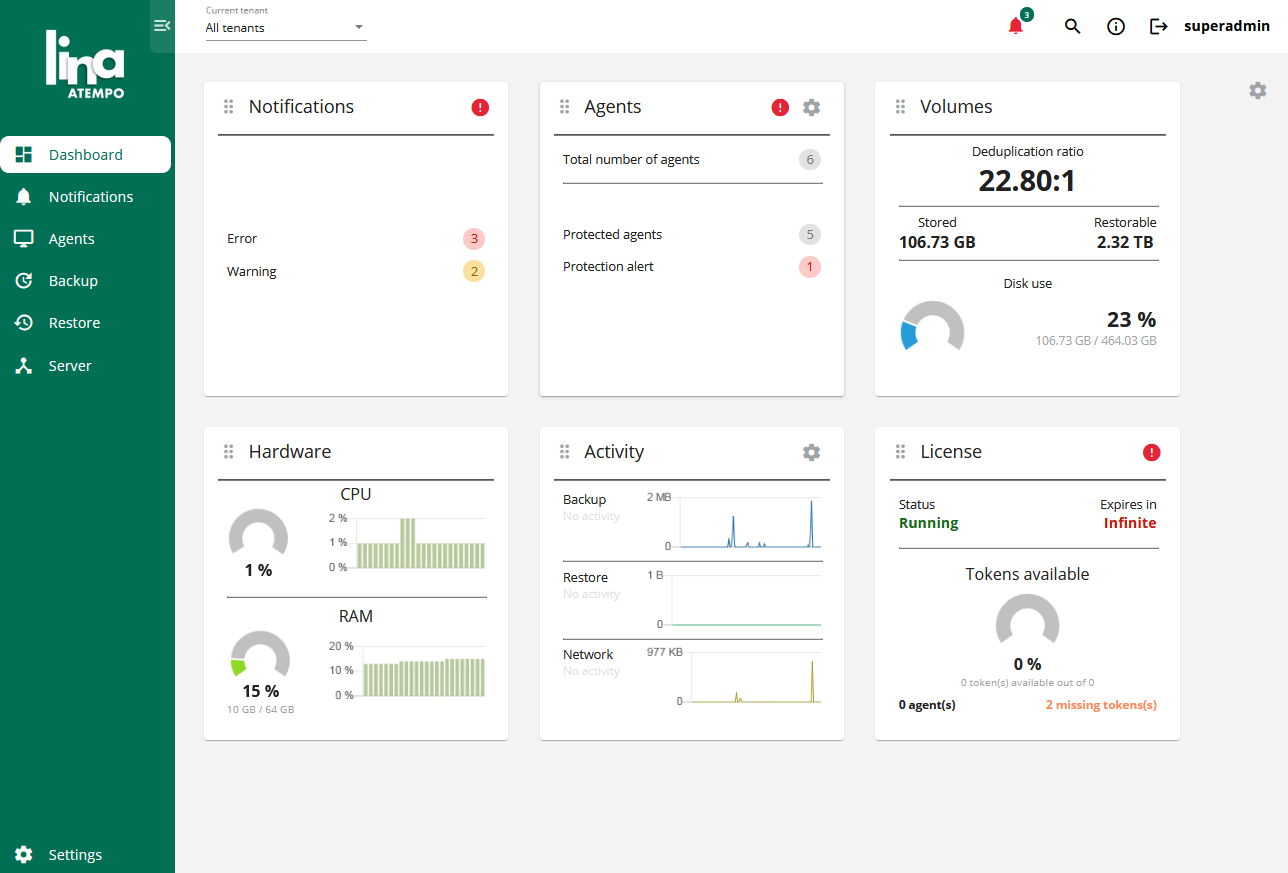 Current tenant
All tenants
3
superadmin
lina
ATEMPO
Dashboard
Notifications
Agents
Backup
Restore
Server
Settings
Notifications
Error 3
Warning 2
Agents
Total number of agents 6
Protected agents 5
Protection alert 1
Volumes
Deduplication ratio
22.80:1
Stored Restorable
106.73 GB 2.32 TB
Disk use
23 %
106.73 GB / 464.03 GB
Hardware
CPU
2 %
1 %
0 %
1 %
RAM
20 %
10 %
0 %
15 %
10 GB / 64 GB
Activity
Backup 2 MB
No activity
0
Restore 1 B
No activity
0
Network 977 KB
No activity
0
License
Status Expires in
Running Infinite
Tokens available
0 %
0 token(s) available out of 0
0 agent(s) 2 missing tokens(s)